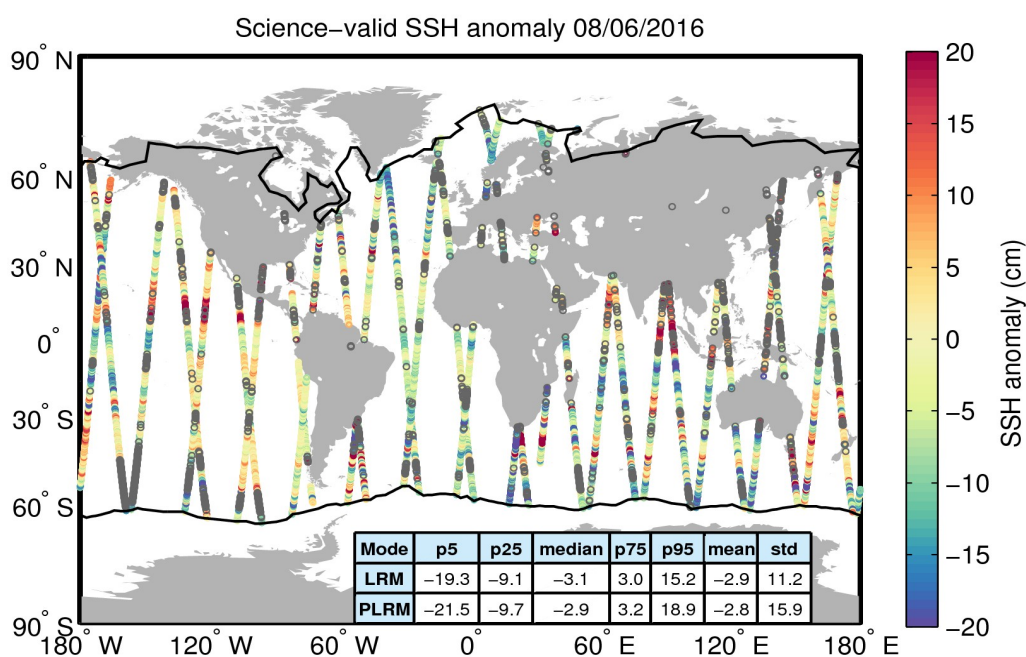 Science−valid SSH anomaly 08/06/2016
90° N
60° N
30° N
0°
30° S
60° S
90° S
180° W
120° W
60° W
0°
60° E
120° E
180° E
Mode p5 p25 median p75 p95 mean std
LRM −19.3 −9.1 −3.1 3.0 15.2 −2.9 11.2
PLRM −21.5 −9.7 −2.9 3.2 18.9 −2.8 15.9
20
15
10
5
0
−5
−10
−15
−20
SSH anomaly (cm)